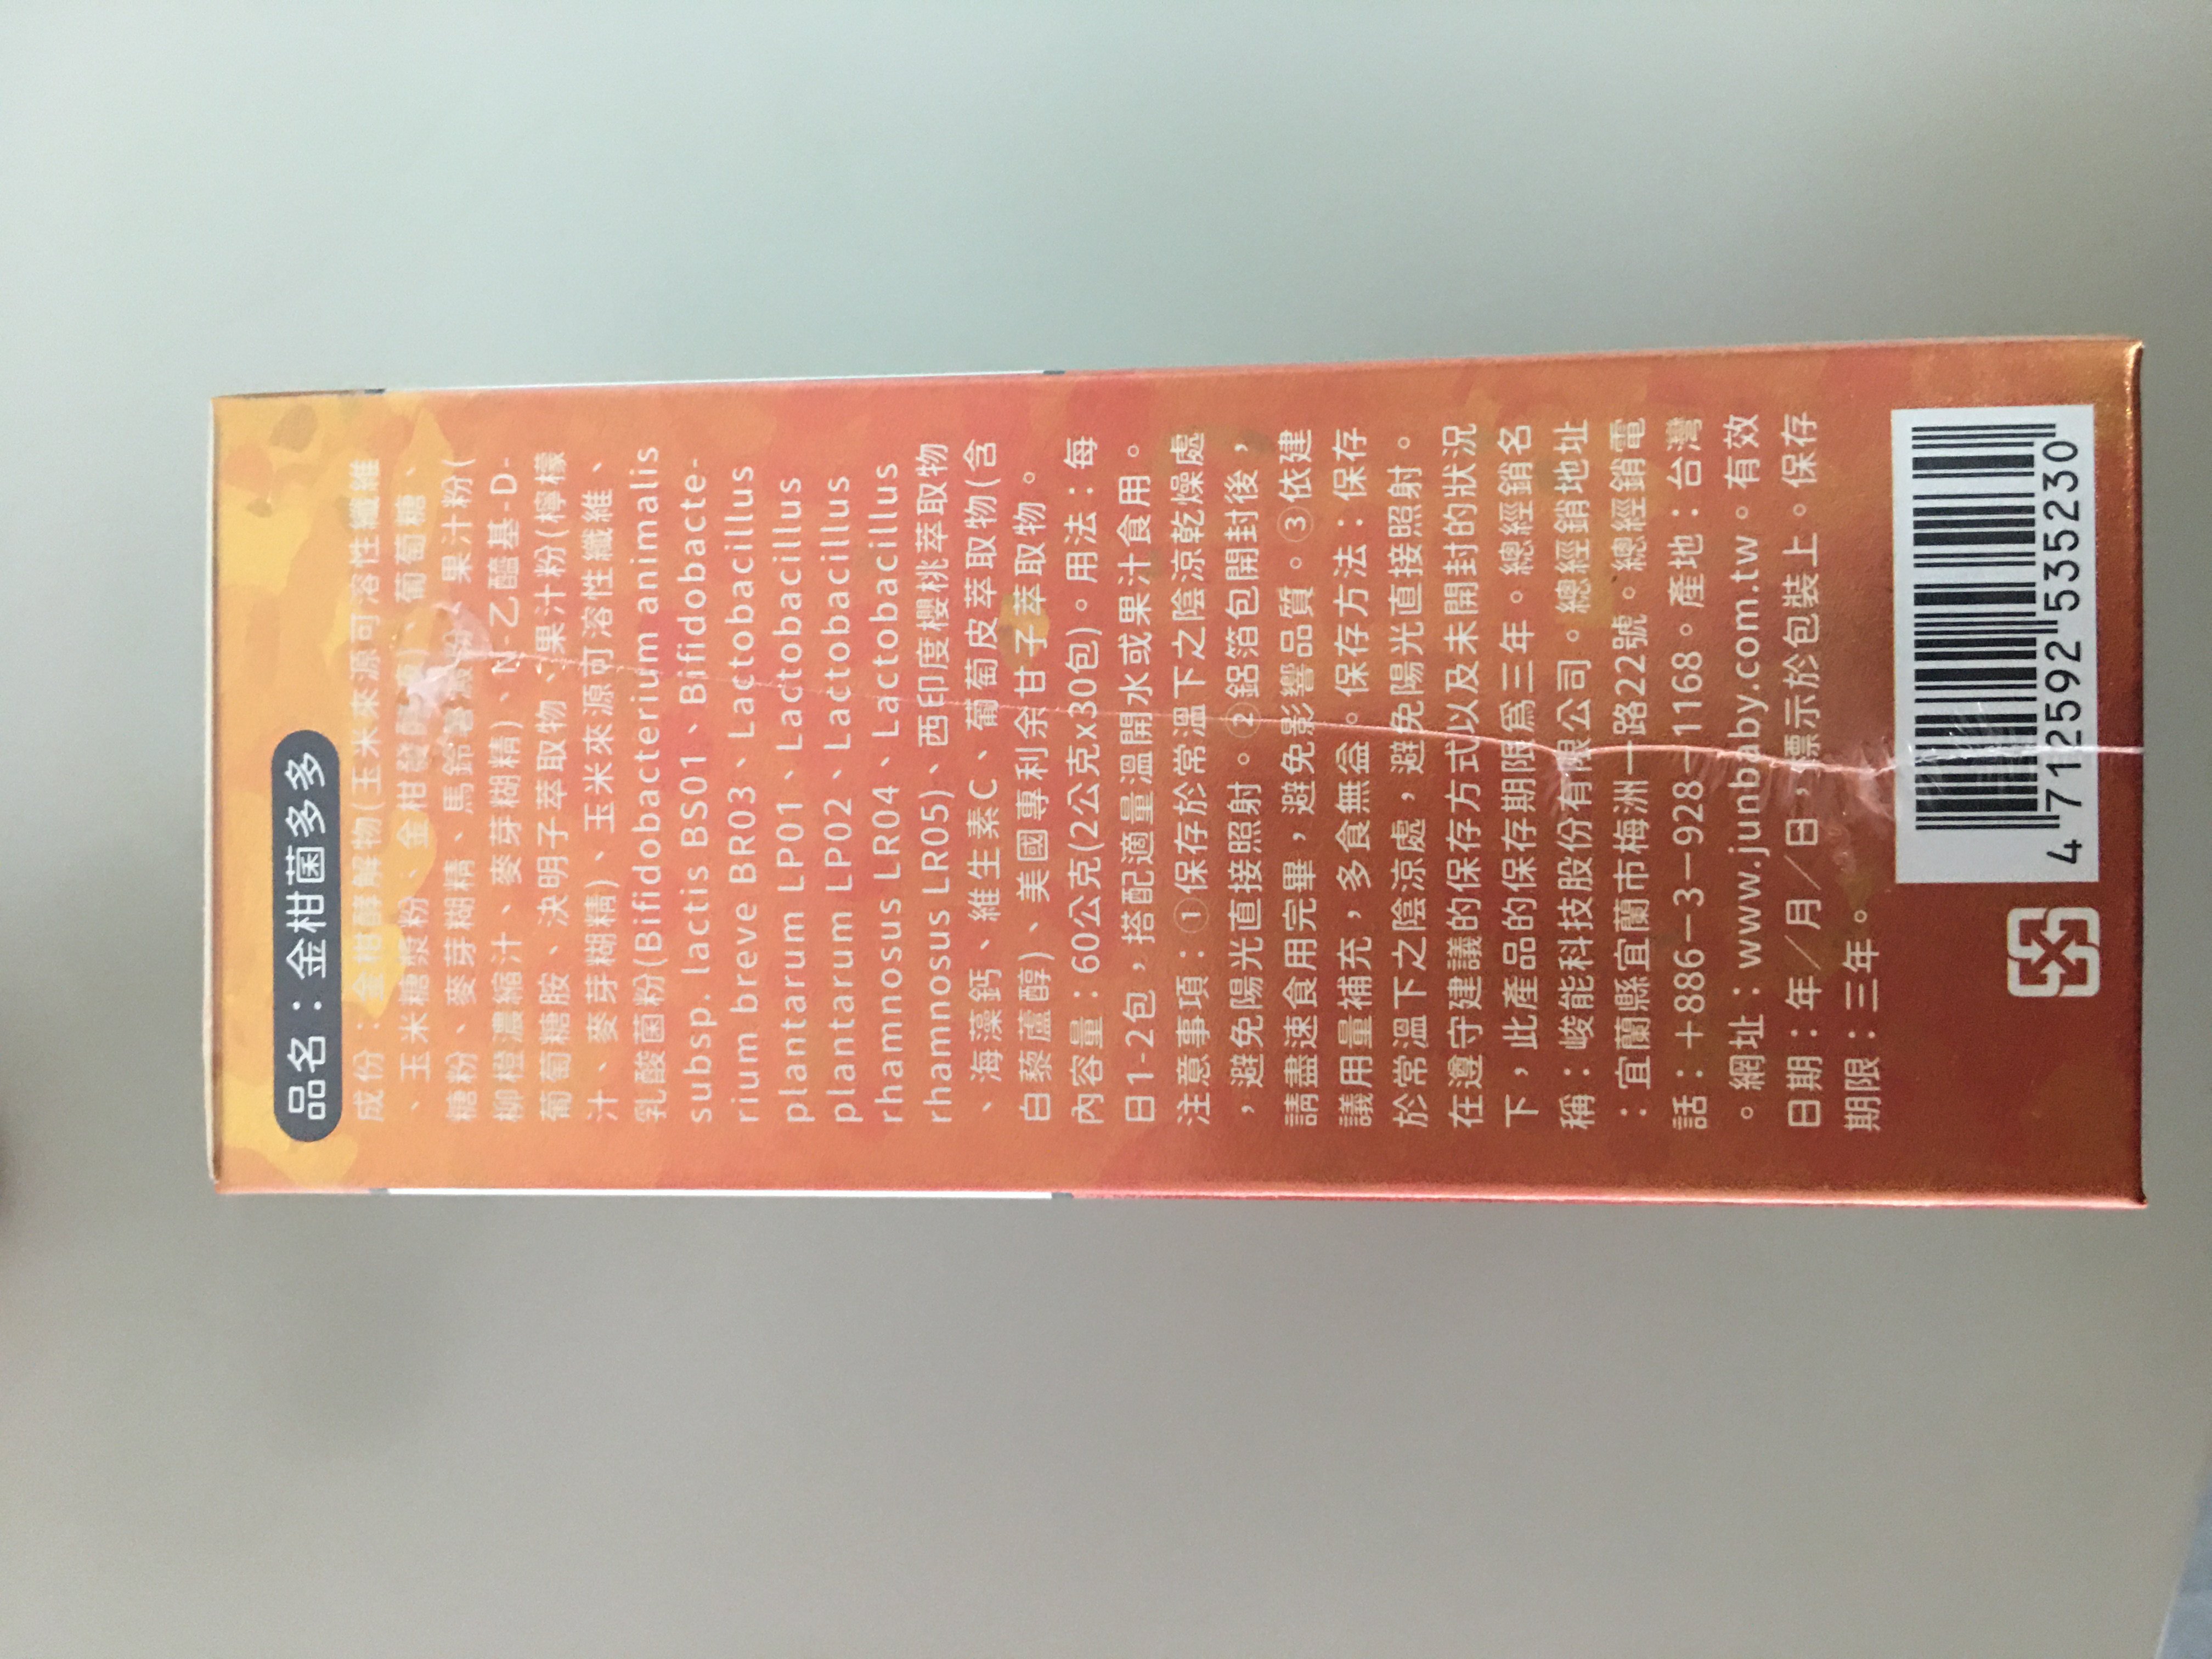 品名：金柑菌多多
成份：金柑酵解物(玉米來源可溶性纖維
、玉米糖漿粉、金柑發酵液)、葡萄糖、
糖粉、麥芽糊精、馬鈴薯澱粉、果汁粉(
柳橙濃縮汁、麥芽糊精)、N-乙醯基-D-
葡萄糖胺、決明子萃取物、果汁粉(檸檬
汁、麥芽糊精)、玉米來源可溶性纖維、
乳酸菌粉(Bifidobacterium animalis
subsp. lactis BS01、Bifidobacte-
rium breve BR03、Lactobacillus
plantarum LP01、Lactobacillus
plantarum LP02、Lactobacillus
rhamnosus LR04、Lactobacillus
rhamnosus LR05)、西印度櫻桃萃取物
、海藻鈣、維生素C、葡萄皮萃取物(含
白藜蘆醇)、美國專利余甘子萃取物。
內容量：60公克(2公克x30包)。用法：每
日1-2包，搭配適量溫開水或果汁食用。
注意事項：①保存於常溫下之陰涼乾燥處
，避免陽光直接照射。②鋁箔包開封後，
請盡速食用完畢，避免影響品質。③依建
議用量補充，多食無益。保存方法：保存
於常溫下之陰涼處，避免陽光直接照射。
在遵守建議的保存方式以及未開封的狀況
下，此產品的保存期限為三年。總經銷名
稱：峻能科技股份有限公司。總經銷地址
：宜蘭縣宜蘭市梅洲一路22號。總經銷電
話：+886-3-928-1168。產地：台灣
。網址：www.junbaby.com.tw。有效
日期：年／月／日，標示於包裝上。保存
期限：三年。
4 712592 535230